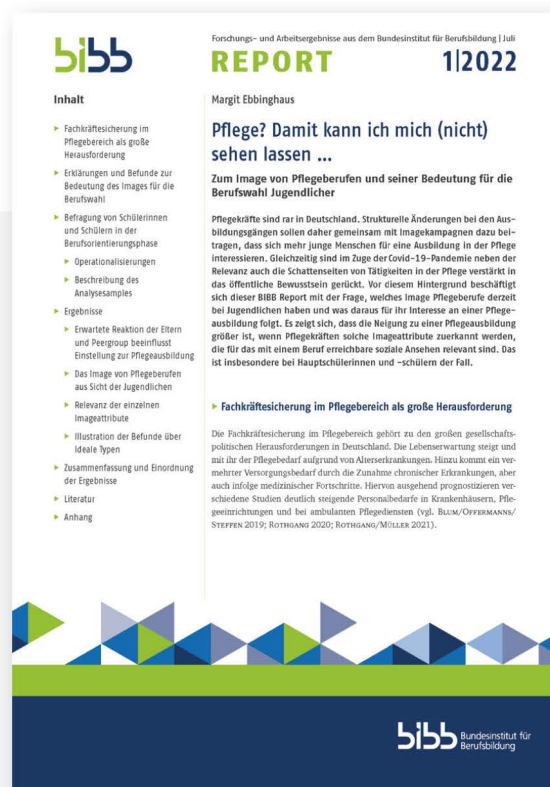 bibb
Forschungs- und Arbeitsergebnisse aus dem Bundesinstitut für Berufsbildung | Juli
REPORT 1|2022
Inhalt
▶ Fachkräftesicherung im
Pflegebereich als große
Herausforderung
▶ Erklärungen und Befunde zur
Bedeutung des Images für die
Berufswahl
▶ Befragung von Schülerinnen
und Schülern in der
Berufsorientierungsphase
▶ Operationalisierungen
▶ Beschreibung des
Analysesamples
▶ Ergebnisse
▶ Erwartete Reaktion der Eltern
und Peergroup beeinflusst
Einstellung zur Pflegeausbildung
▶ Das Image von Pflegeberufen
aus Sicht der Jugendlichen
▶ Relevanz der einzelnen
Imageattribute
▶ Illustration der Befunde über
Ideale Typen
▶ Zusammenfassung und Einordnung
der Ergebnisse
▶ Literatur
▶ Anhang
Margit Ebbinghaus
Pflege? Damit kann ich mich (nicht)
sehen lassen ...
Zum Image von Pflegeberufen und seiner Bedeutung für die
Berufswahl Jugendlicher
Pflegekräfte sind rar in Deutschland. Strukturelle Änderungen bei den Aus-
bildungsgängen sollen daher gemeinsam mit Imagekampagnen dazu bei-
tragen, dass sich mehr junge Menschen für eine Ausbildung in der Pflege
interessieren. Gleichzeitig sind im Zuge der Covid-19-Pandemie neben der
Relevanz auch die Schattenseiten von Tätigkeiten in der Pflege verstärkt in
das öffentliche Bewusstsein gerückt. Vor diesem Hintergrund beschäftigt
sich dieser BIBB Report mit der Frage, welches Image Pflegeberufe derzeit
bei Jugendlichen haben und was daraus für ihr Interesse an einer Pflege-
ausbildung folgt. Es zeigt sich, dass die Neigung zu einer Pflegeausbildung
größer ist, wenn Pflegekräften solche Imageattribute zuerkannt werden,
die für das mit einem Beruf erreichbare soziale Ansehen relevant sind. Das
ist insbesondere bei Hauptschülerinnen und -schülern der Fall.
▶ Fachkräftesicherung im Pflegebereich als große Herausforderung
Die Fachkräftesicherung im Pflegebereich gehört zu den großen gesellschafts-
politischen Herausforderungen in Deutschland. Die Lebenserwartung steigt und
mit ihr der Pflegebedarf aufgrund von Alterserkrankungen. Hinzu kommt ein ver-
mehrter Versorgungsbedarf durch die Zunahme chronischer Erkrankungen, aber
auch infolge medizinischer Fortschritte. Hiervon ausgehend prognostizieren ver-
schiedene Studien deutlich steigende Personalbedarfe in Krankenhäusern, Pfle-
geeinrichtungen und bei ambulanten Pflegediensten (vgl. Blum/Offermanns/
Steffen 2019; Rothgang 2020; Rothgang/Müller 2021).
bibb Bundesinstitut für
Berufsbildung